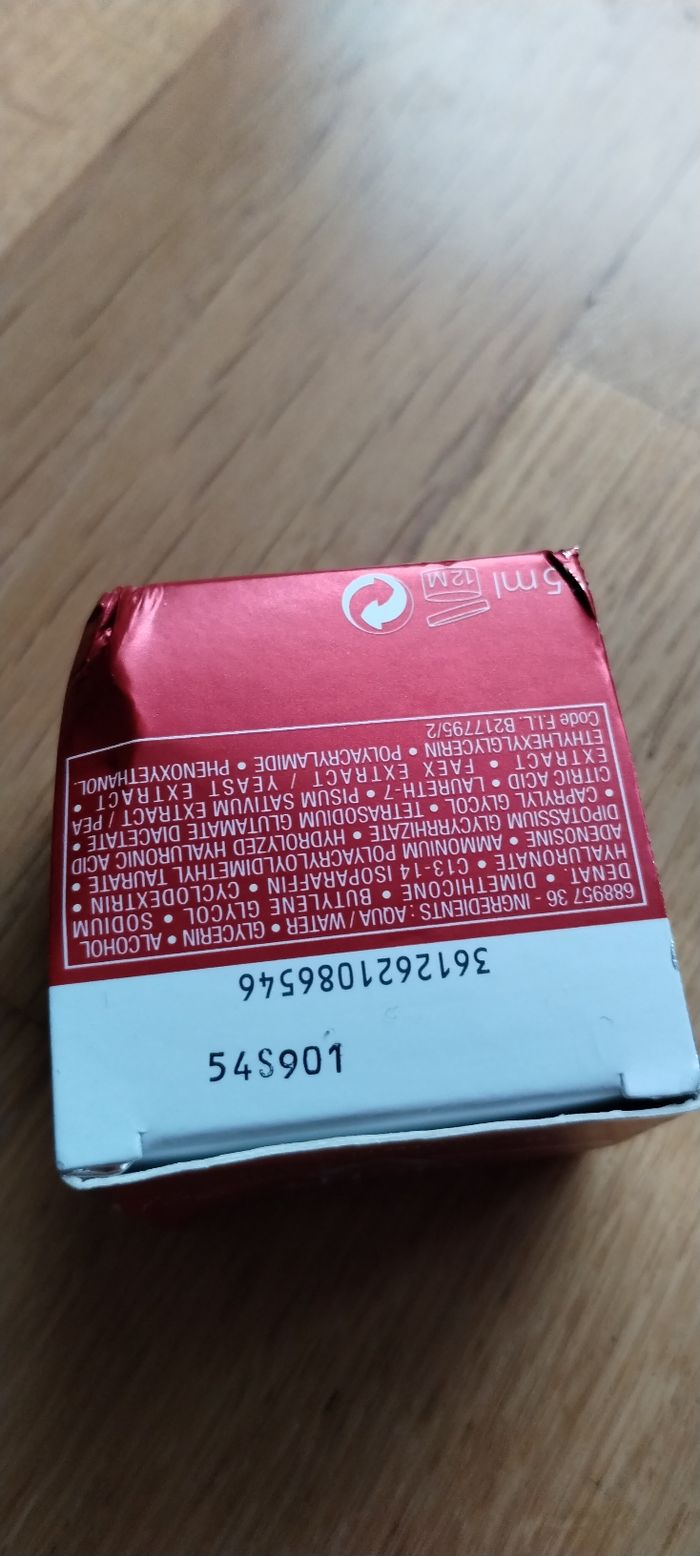 54S901
3612621086546
688957 36 - INGREDIENTS : AQUA / WATER • GLYCERIN • ALCOHOL
DENAT. • DIMETHICONE • BUTYLENE GLYCOL • SODIUM
HYALURONATE • C13-14 ISOPARAFFIN • CYCLODEXTRIN •
ADENOSINE • AMMONIUM POLYACRYLOYLDIMETHYL TAURATE •
DIPOTASSIUM GLYCYRRHIZATE • HYDROLYZED HYALURONIC ACID
• CAPRYLYL GLYCOL • TETRASODIUM GLUTAMATE DIACETATE •
CITRIC ACID • LAURETH-7 • PISUM SATIVUM EXTRACT / PEA
EXTRACT • FAEX EXTRACT / YEAST EXTRACT •
ETHYLHEXYLGLYCERIN • POLYACRYLAMIDE • PHENOXYETHANOL
Code F.I.L. B217795/2
5ml 12M